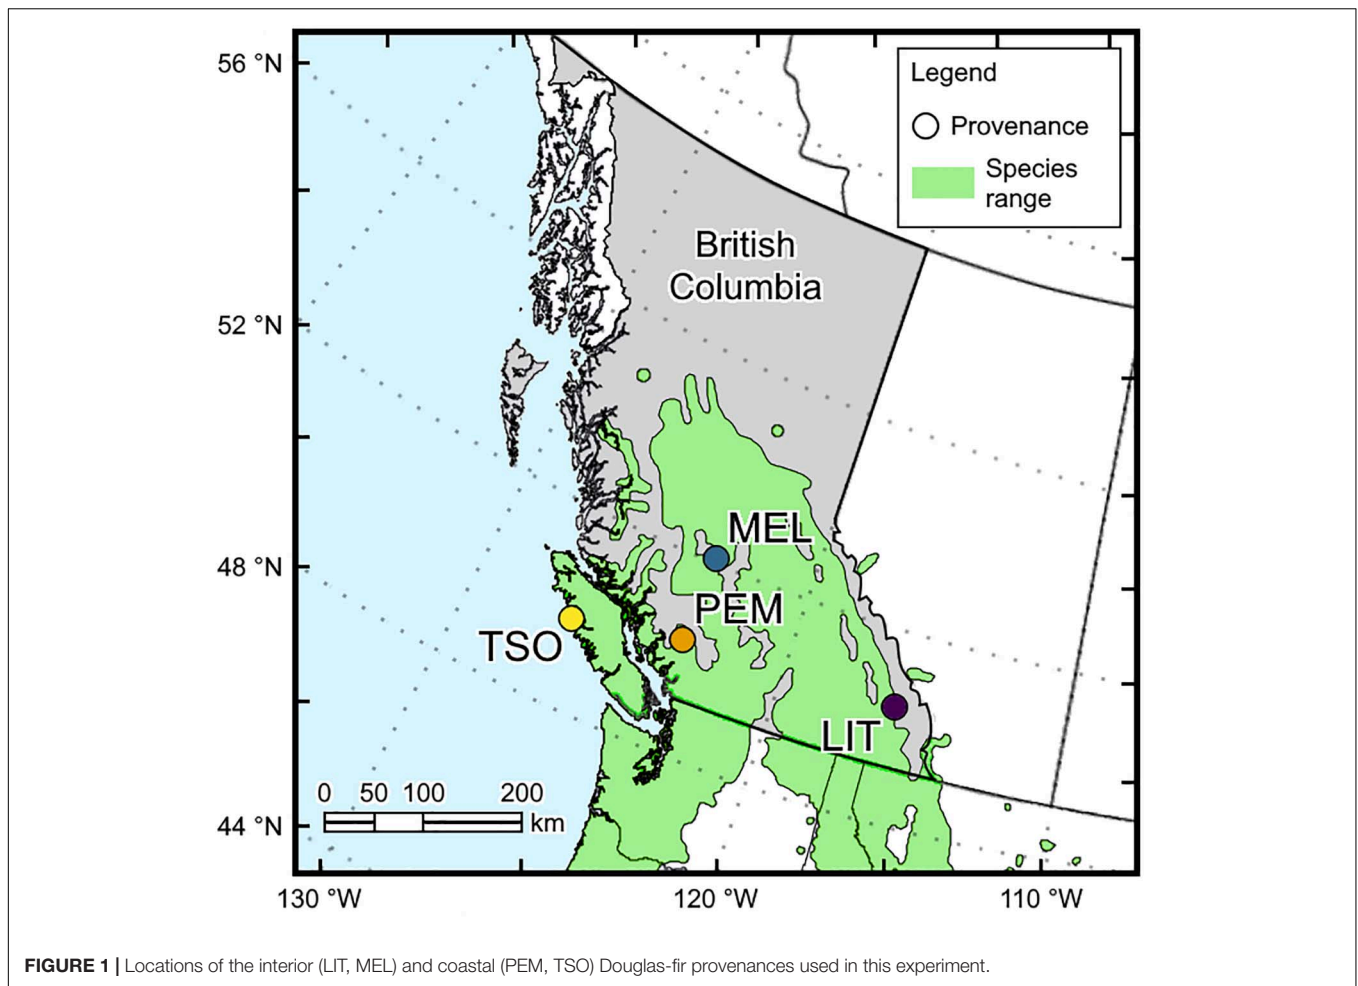 56 °N
52 °N
48 °N
44 °N
Legend
Provenance
Species
range
British
Columbia
MEL
PEM
TSO
LIT
0 50 100 200
km
130 °W 120 °W 110 °W
FIGURE 1 | Locations of the interior (LIT, MEL) and coastal (PEM, TSO) Douglas-fir provenances used in this experiment.